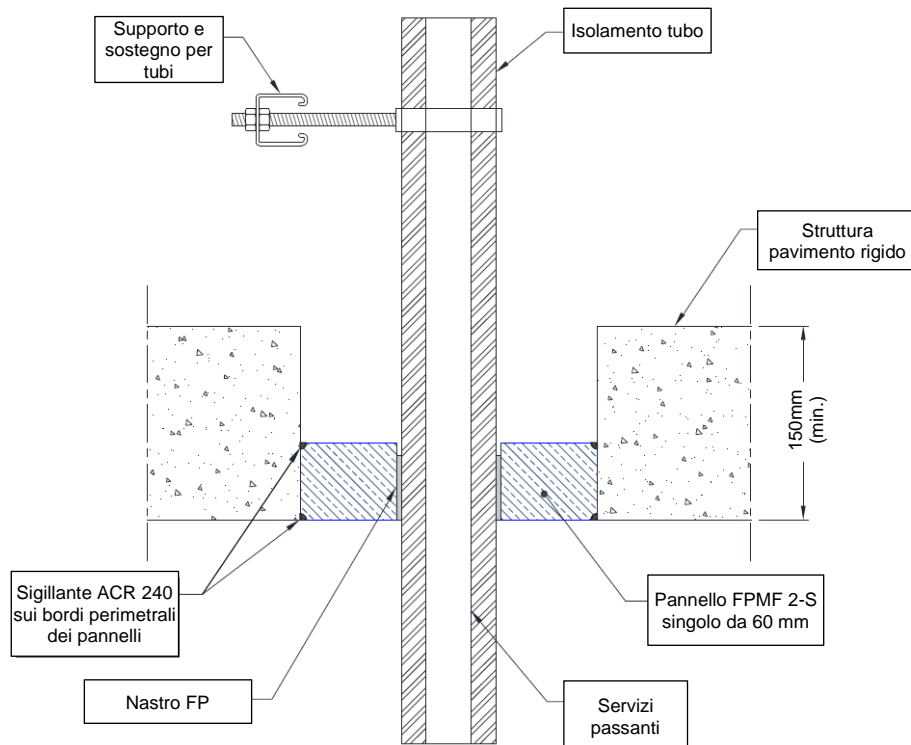 Supporto e
sostegno per
tubi
Isolamento tubo
Struttura
pavimento rigido
150mm
(min.)
Sigillante ACR 240
sui bordi perimetrali
dei pannelli
Pannello FPMF 2-S
singolo da 60 mm
Nastro FP
Servizi
passanti